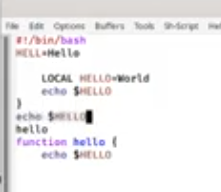 File Edit Options Buffers Tools Sh-Script H
#!/bin/bash
HELL=Hello
LOCAL HELLO=World
echo $HELLO
}
echo $HELLO
hello
function hello {
echo $HELLO